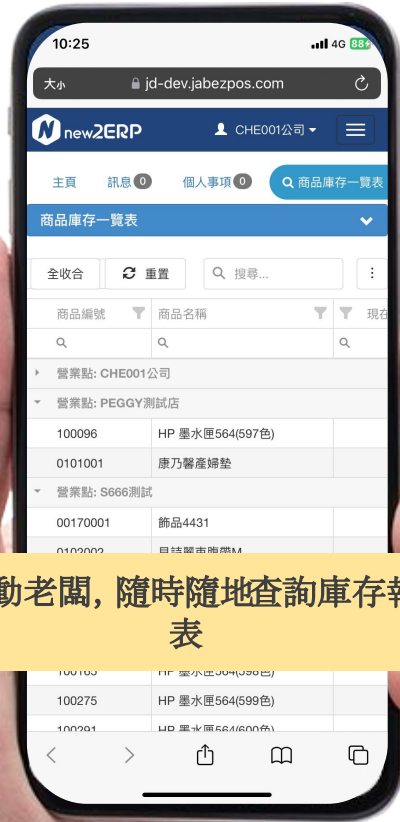 10:25
4G 88
大小 jd-dev.jabezpos.com
new2ERP CHE001公司
主頁 訊息 0 個人事項 0 商品庫存一覽表
商品庫存一覽表
全收合 重置 搜尋...
商品編號 商品名稱 現在
營業點: CHE001公司
營業點: PEGGY測試店
100096 HP 墨水匣564(597色)
0101001 康乃馨產婦墊
營業點: S666測試
00170001 飾品4431
0102002
動老闆, 隨時隨地查詢庫存報
表
100165 HP 墨水匣564(598色)
100275 HP 墨水匣564(599色)
100291 HP 墨水匣564(600色)